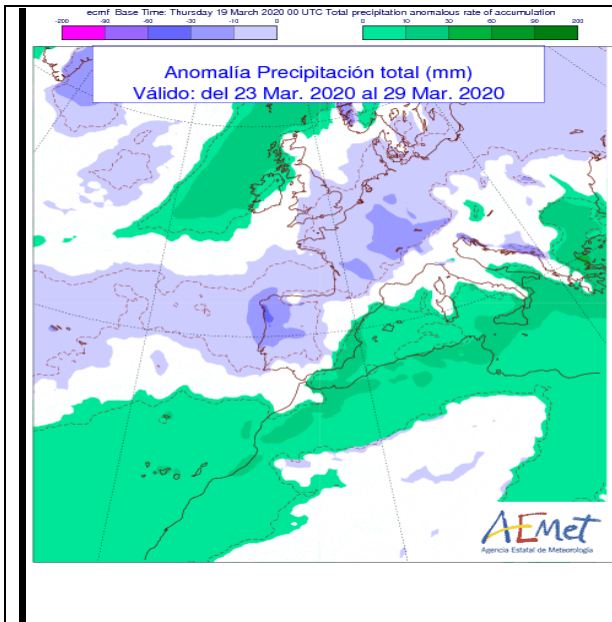 ecmf Base Time: Thursday 19 March 2020 00 UTC Total precipitation anomalous rate of accumulation
-200 -90 -60 -30 -10 0 0 10 30 60 90 200
Anomalía Precipitación total (mm)
Válido: del 23 Mar. 2020 al 29 Mar. 2020
AEMet
Agencia Estatal de Meteorología